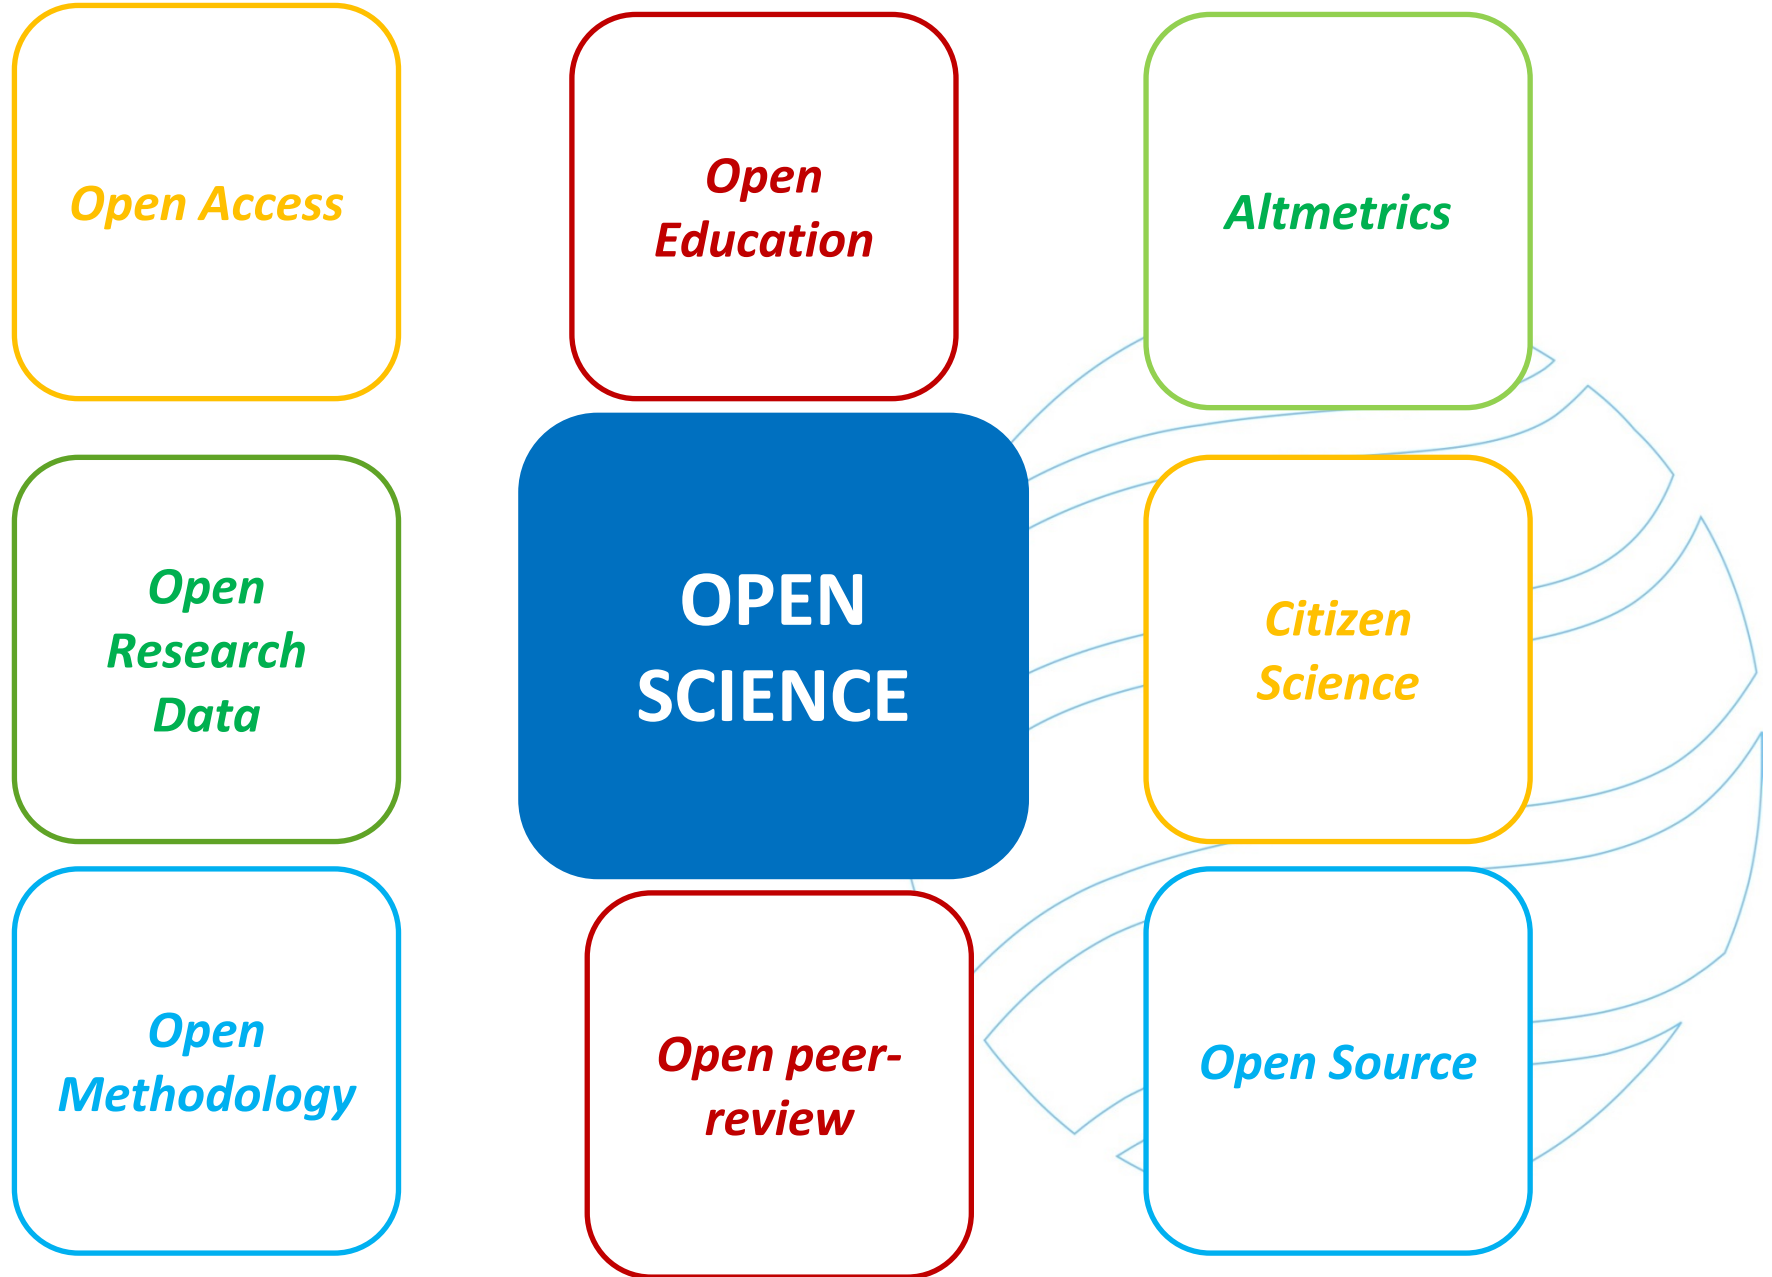 Open Access
Open
Education
Altmetrics
Open
Research
Data
OPEN
SCIENCE
Citizen
Science
Open
Methodology
Open peer-
review
Open Source